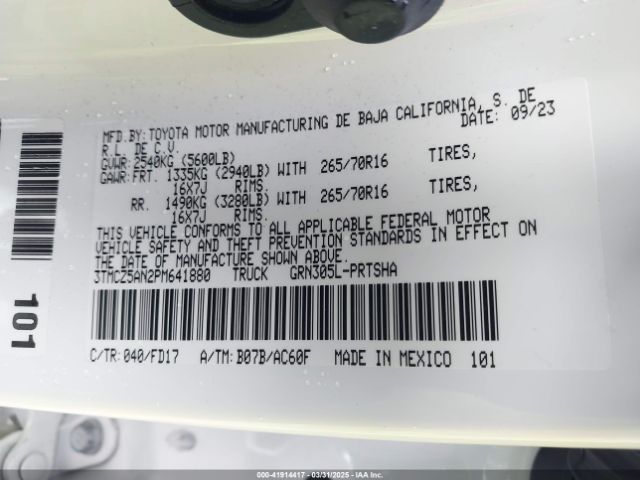 MFD.BY:TOYOTA MOTOR MANUFACTURING DE BAJA CALIFORNIA, S. DE
R.L. DE C.V. DATE: 09/23
GVWR:2540KG (5600LB)
GAWR:FRT. 1335KG (2940LB) WITH 265/70R16 TIRES,
16X7J RIMS.
RR. 1490KG (3280LB) WITH 265/70R16 TIRES,
16X7J RIMS.
THIS VEHICLE CONFORMS TO ALL APPLICABLE FEDERAL MOTOR
VEHICLE SAFETY AND THEFT PREVENTION STANDARDS IN EFFECT ON
THE DATE OF MANUFACTURE SHOWN ABOVE.
3TMCZ5AN2PM641880 TRUCK GRN305L-PRTSHA
C/TR:040/FD17 A/TM:B07B/AC60F MADE IN MEXICO 101
101
000-41914417 - 03/31/2025 - IAAI PICTURE SERVICE